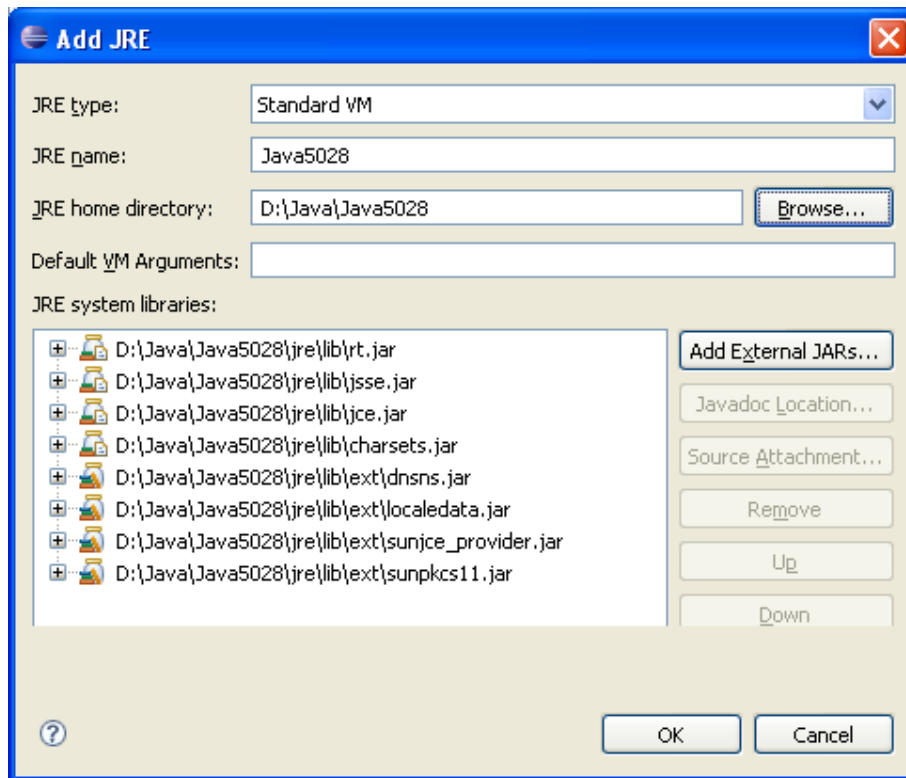 Add JRE
JRE type: Standard VM
JRE name: Java5028
JRE home directory: D:\Java\Java5028 Browse...
Default VM Arguments:
JRE system libraries:
D:\Java\Java5028\jre\lib\rt.jar
D:\Java\Java5028\jre\lib\jsse.jar
D:\Java\Java5028\jre\lib\jce.jar
D:\Java\Java5028\jre\lib\charsets.jar
D:\Java\Java5028\jre\lib\ext\dnsns.jar
D:\Java\Java5028\jre\lib\ext\localedata.jar
D:\Java\Java5028\jre\lib\ext\sunjce_provider.jar
D:\Java\Java5028\jre\lib\ext\sunpkcs11.jar
Add External JARs...
Javadoc Location...
Source Attachment...
Remove
Up
Down
? OK Cancel